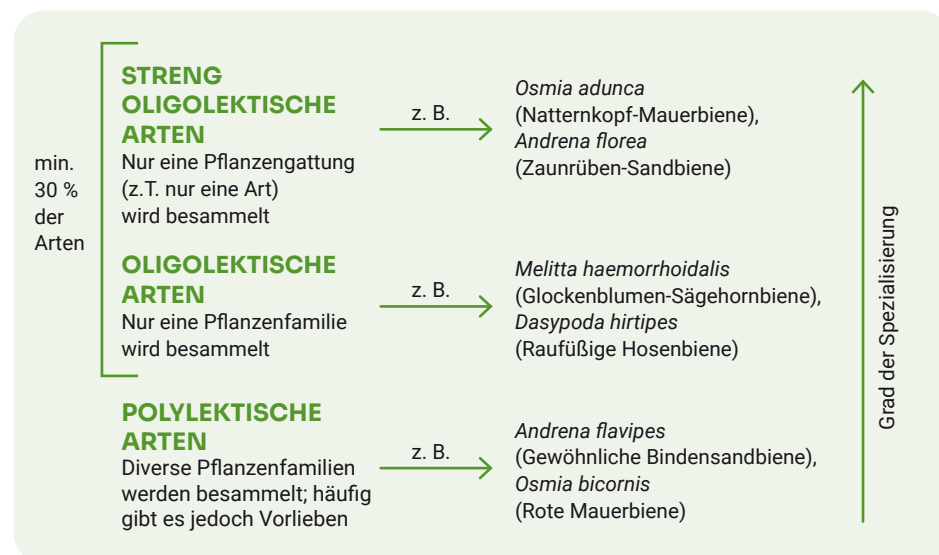 min.
30 %
der
Arten
STRENG
OLIGOLEKTISCHE
ARTEN
Nur eine Pflanzengattung
(z.T. nur eine Art)
wird besammelt
z. B.
Osmia adunca
(Natternkopf-Mauerbiene),
Andrena florea
(Zaunrüben-Sandbiene)
OLIGOLEKTISCHE
ARTEN
Nur eine Pflanzenfamilie
wird besammelt
z. B.
Melitta haemorrhoidalis
(Glockenblumen-Sägehornbiene),
Dasypoda hirtipes
(Raufüßige Hosenbiene)
POLYLEKTISCHE
ARTEN
Diverse Pflanzenfamilien
werden besammelt; häufig
gibt es jedoch Vorlieben
z. B.
Andrena flavipes
(Gewöhnliche Bindensandbiene),
Osmia bicornis
(Rote Mauerbiene)
Grad der Spezialisierung